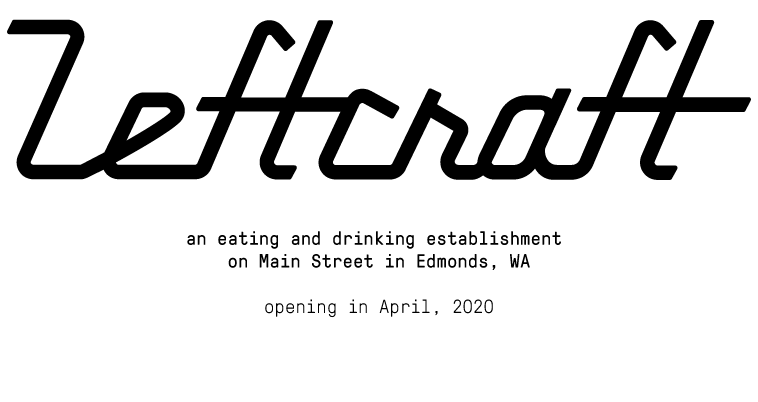 Leftcraft
an eating and drinking establishment
on Main Street in Edmonds, WA
opening in April, 2020